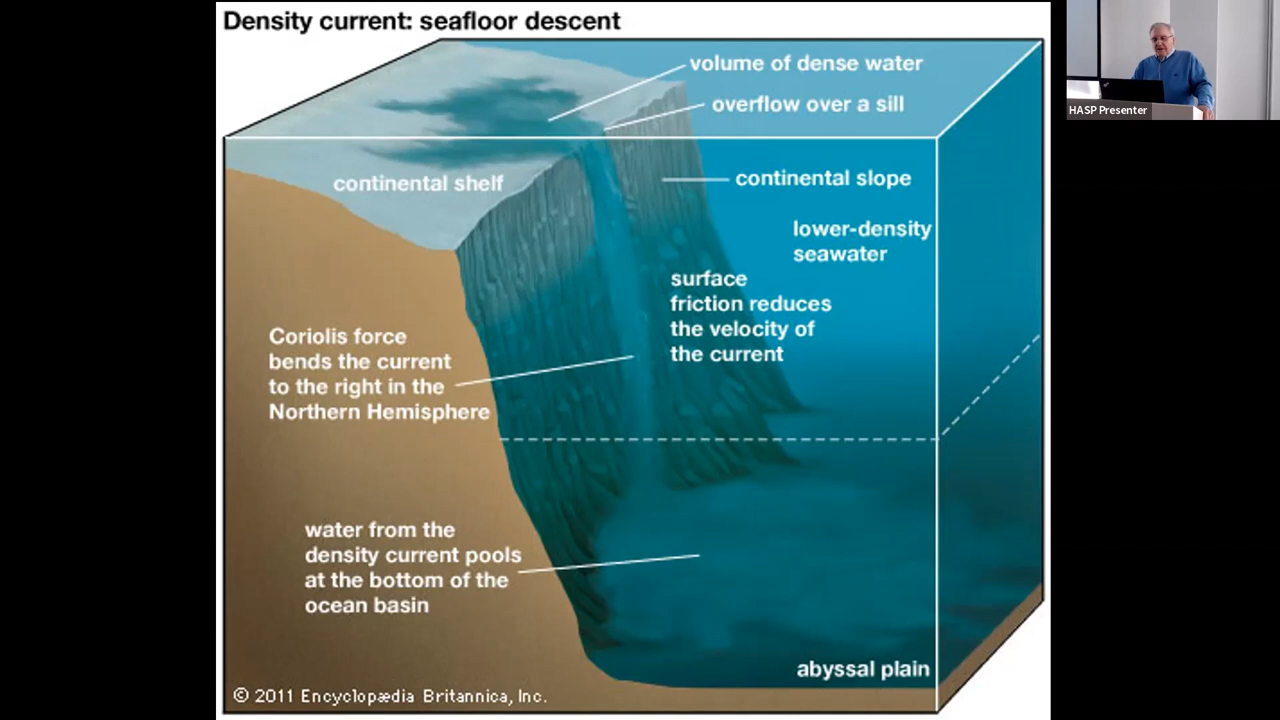 Density current: seafloor descent
volume of dense water
overflow over a sill
HASP Presenter
continental shelf
continental slope
lower-density
seawater
surface
friction reduces
the velocity of
the current
Coriolis force
bends the current
to the right in the
Northern Hemisphere
water from the
density current pools
at the bottom of the
ocean basin
abyssal plain
© 2011 Encyclopædia Britannica, Inc.